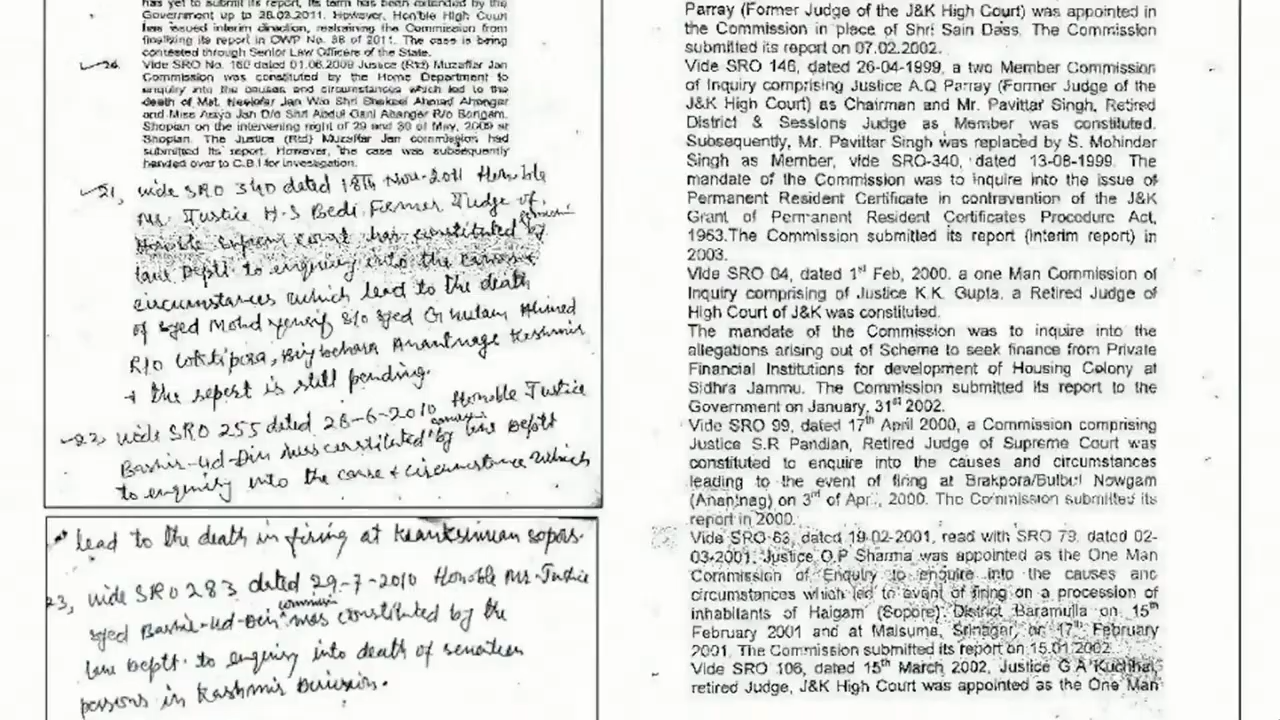 has yet to submit its report, its term has been extended by the
Government up to 28.02.2011. However, Hon'ble High Court
has issued interim direction, restraining the Commission from
finalizing its report in OWP No. 38 of 2011. The case is being
contested through Senior Law Officers of the State.
Vide SRO No. 160 dated 01.06.2009 Justice (Rtd) Muzaffar Jan
Commission was constituted by the Home Department to
enquiry into the causes and circumstances which led to the
death of Mst. Neelofar Jan W/o Shri Shakeel Ahmad Ahanger
and Miss Asiya Jan D/o Shri Abdul Gani Ahanger R/o Bongam,
Shopian on the intervening night of 29 and 30 of May, 2009 at
Shopian. The Justice (Rtd) Muzaffar Jan commission had
submitted its report. However, the case was subsequently
handed over to C.B.I for investigation.
21, vide SRO 340 dated 18th Nov-2011 Hon'ble
Mr. Justice H.S Bedi Former Judge of
Hon'ble Supreme court has constituted by
law Deptt to enquiry into the
circumstances which lead to the death
of Syed Mohd S/o Syed Ghulam Ahmed
R/o Bijbehara Anantnag Kashmir
+ the report is still pending.
22, vide SRO 255 dated 28-6-2010 Honble Justice
Bashir-ud-Din was constituted by law Deptt
to enquiry into the cause + circumstance which
lead to the death in firing at Krankshivan sopore.
23, vide SRO 283 dated 29-7-2010 Honble Mr. Justice
Syed Bashir-ud-Din commission was constituted by the
law Deptt. to enquiry into death of seventeen
persons in Kashmir Division.
Parray (Former Judge of the J&K High Court) was appointed in
the Commission in place of Shri Sain Dass. The Commission
submitted its report on 07.02.2002.
Vide SRO 146, dated 26-04-1999, a two Member Commission
of Inquiry comprising Justice A.Q Parray (Former Judge of the
J&K High Court) as Chairman and Mr. Pavittar Singh, Retired
District & Sessions Judge as Member was constituted.
Subsequently, Mr. Pavittar Singh was replaced by S. Mohindar
Singh as Member, vide SRO-340, dated 13-08-1999. The
mandate of the Commission was to inquire into the issue of
Permanent Resident Certificate in contravention of the J&K
Grant of Permanent Resident Certificates Procedure Act,
1963.The Commission submitted its report (interim report) in
2003.
Vide SRO 04, dated 1st Feb, 2000. a one Man Commission of
Inquiry comprising of Justice K.K. Gupta, a Retired Judge of
High Court of J&K was constituted.
The mandate of the Commission was to inquire into the
allegations arising out of Scheme to seek finance from Private
Financial Institutions for development of Housing Colony at
Sidhra Jammu. The Commission submitted its report to the
Government on January, 31st 2002.
Vide SRO 99, dated 17th April 2000, a Commission comprising
Justice S.R Pandian, Retired Judge of Supreme Court was
constituted to enquire into the causes and circumstances
leading to the event of firing at Brakpora/Bulbul Nowgam
(Anantnag) on 3rd of Apr., 2000. The Commission submitted its
report in 2000.
Vide SRO 63, dated 19-02-2001, read with SRO 79, dated 02-
03-2001, Justice O.P Sharma was appointed as the One Man
Commission of Enquiry to enquire into the causes and
circumstances which led to event of firing on a procession of
inhabitants of Haigam (Sopore) District Baramulla on 15th
February 2001 and at Maisuma, Srinagar, on 17th February
2001. The Commission submitted its report on 15.01.2002.
Vide SRO 106, dated 15th March 2002, Justice G.A Kuchhai,
retired Judge, J&K High Court was appointed as the One Man